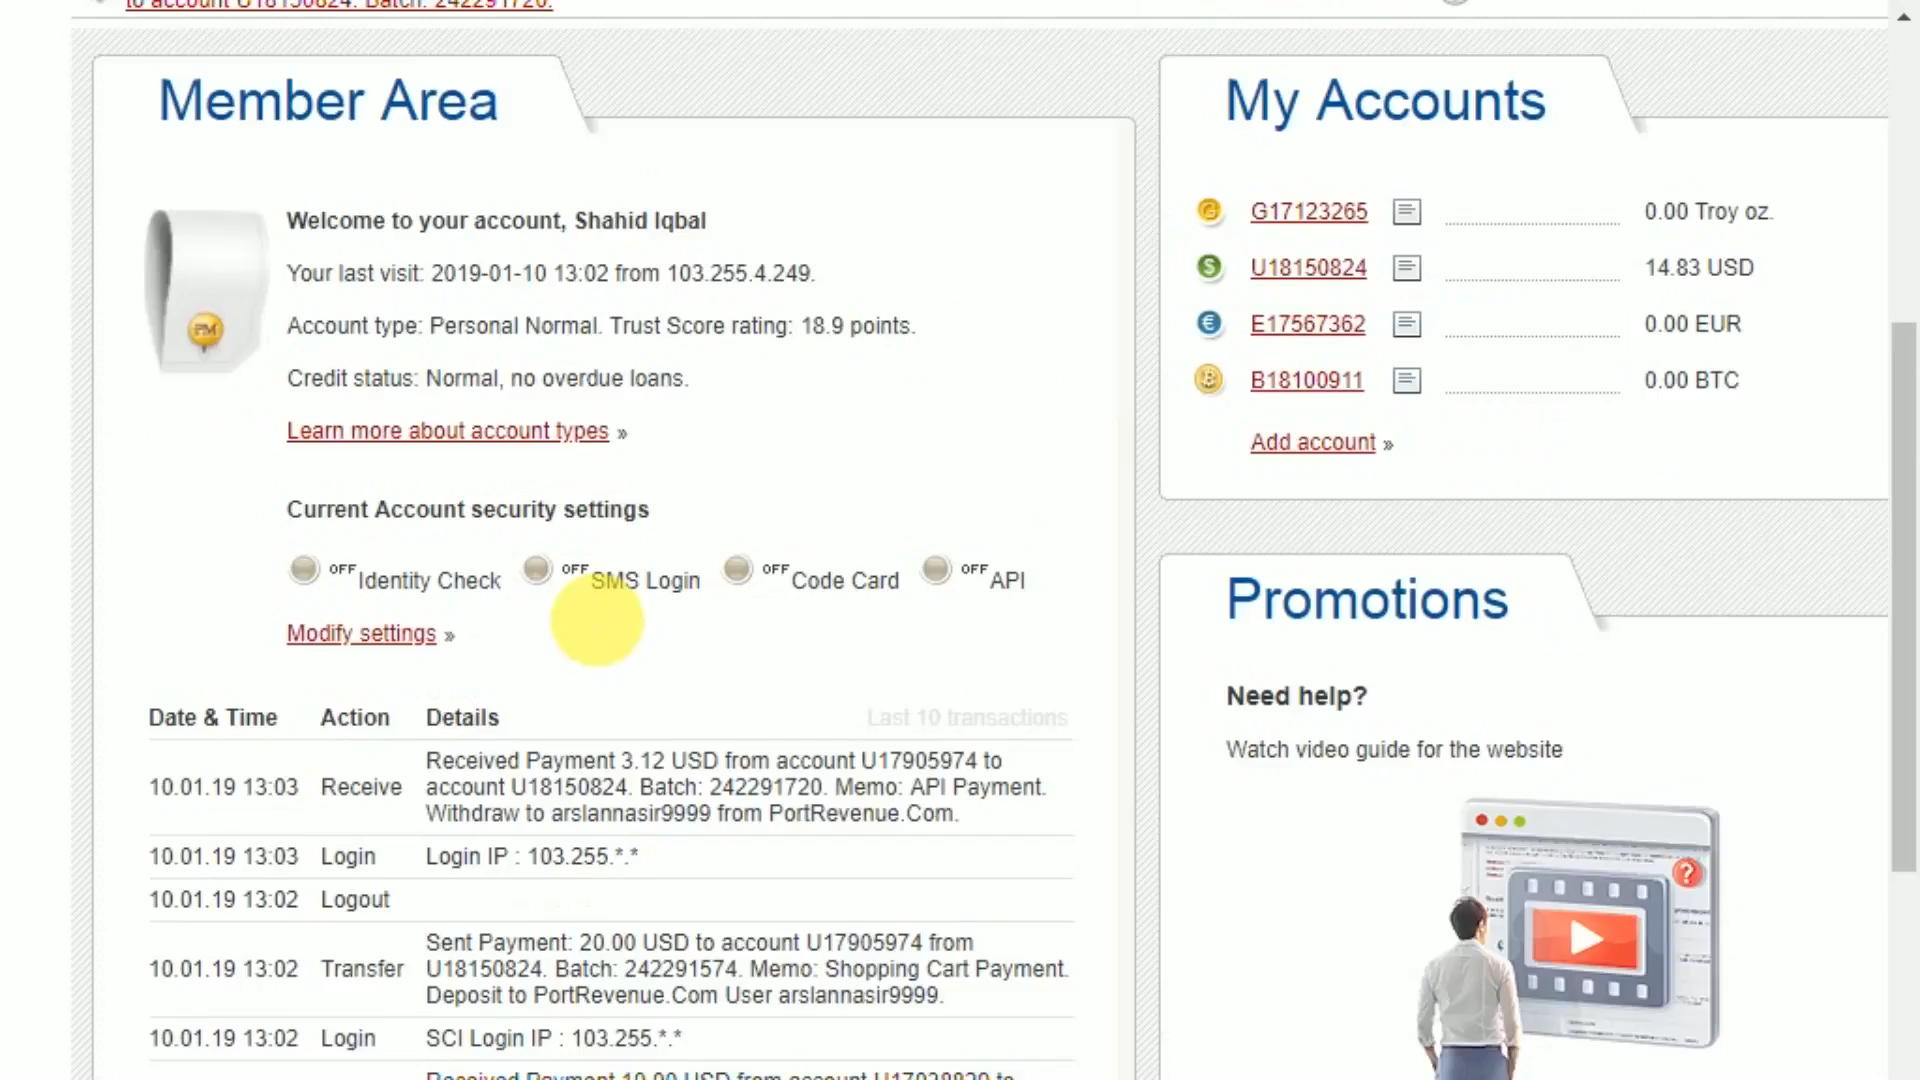 to account U18150824. Batch: 242291720.
Member Area
Welcome to your account, Shahid Iqbal
Your last visit: 2019-01-10 13:02 from 103.255.4.249.
PM
Account type: Personal Normal. Trust Score rating: 18.9 points.
Credit status: Normal, no overdue loans.
Learn more about account types »
Current Account security settings
OFF Identity Check OFF SMS Login OFF Code Card OFF API
Modify settings »
Date & Time Action Details Last 10 transactions
Received Payment 3.12 USD from account U17905974 to
10.01.19 13:03 Receive account U18150824. Batch: 242291720. Memo: API Payment.
Withdraw to arslannasir9999 from PortRevenue.Com.
10.01.19 13:03 Login Login IP : 103.255.*.*
10.01.19 13:02 Logout
Sent Payment: 20.00 USD to account U17905974 from
10.01.19 13:02 Transfer U18150824. Batch: 242291574. Memo: Shopping Cart Payment.
Deposit to PortRevenue.Com User arslannasir9999.
10.01.19 13:02 Login SCI Login IP : 103.255.*.*
My Accounts
G17123265 0.00 Troy oz.
U18150824 14.83 USD
E17567362 0.00 EUR
B18100911 0.00 BTC
Add account »
Promotions
Need help?
Watch video guide for the website